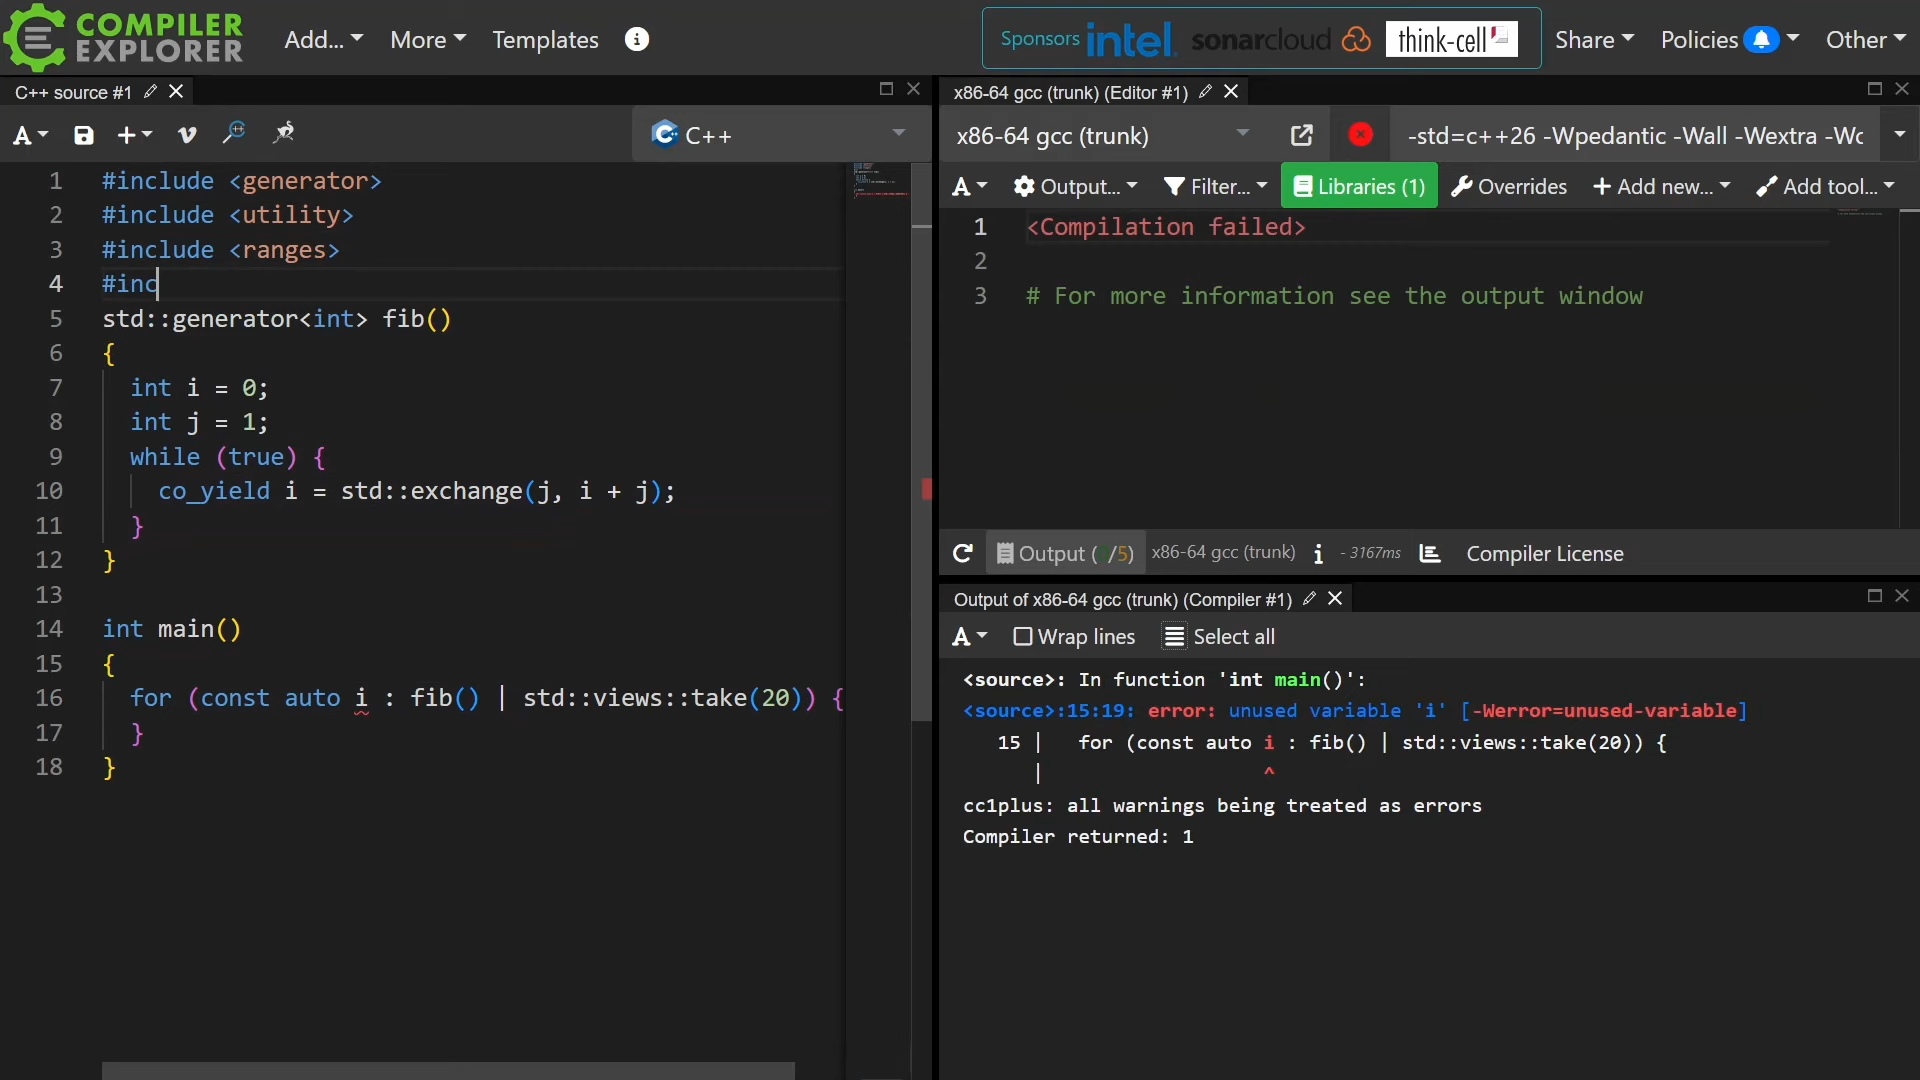 COMPILER
EXPLORER
Add...
More
Templates
Sponsors
intel
sonarcloud
think-cell
Share
Policies
Other
C++ source #1
A
C++
1 #include <generator>
2 #include <utility>
3 #include <ranges>
4 #inc
5 std::generator<int> fib()
6 {
7 int i = 0;
8 int j = 1;
9 while (true) {
10 co_yield i = std::exchange(j, i + j);
11 }
12 }
13
14 int main()
15 {
16 for (const auto i : fib() | std::views::take(20)) {
17 }
18 }
x86-64 gcc (trunk) (Editor #1)
x86-64 gcc (trunk)
-std=c++26 -Wpedantic -Wall -Wextra -Wc
A
Output...
Filter...
Libraries (1)
Overrides
+ Add new...
Add tool...
1 <Compilation failed>
2
3 # For more information see the output window
Output ( /5)
x86-64 gcc (trunk)
i
- 3167ms
Compiler License
Output of x86-64 gcc (trunk) (Compiler #1)
A
Wrap lines
Select all
<source>: In function 'int main()':
<source>:15:19: error: unused variable 'i' [-Werror=unused-variable]
15 | for (const auto i : fib() | std::views::take(20)) {
| ^
cc1plus: all warnings being treated as errors
Compiler returned: 1